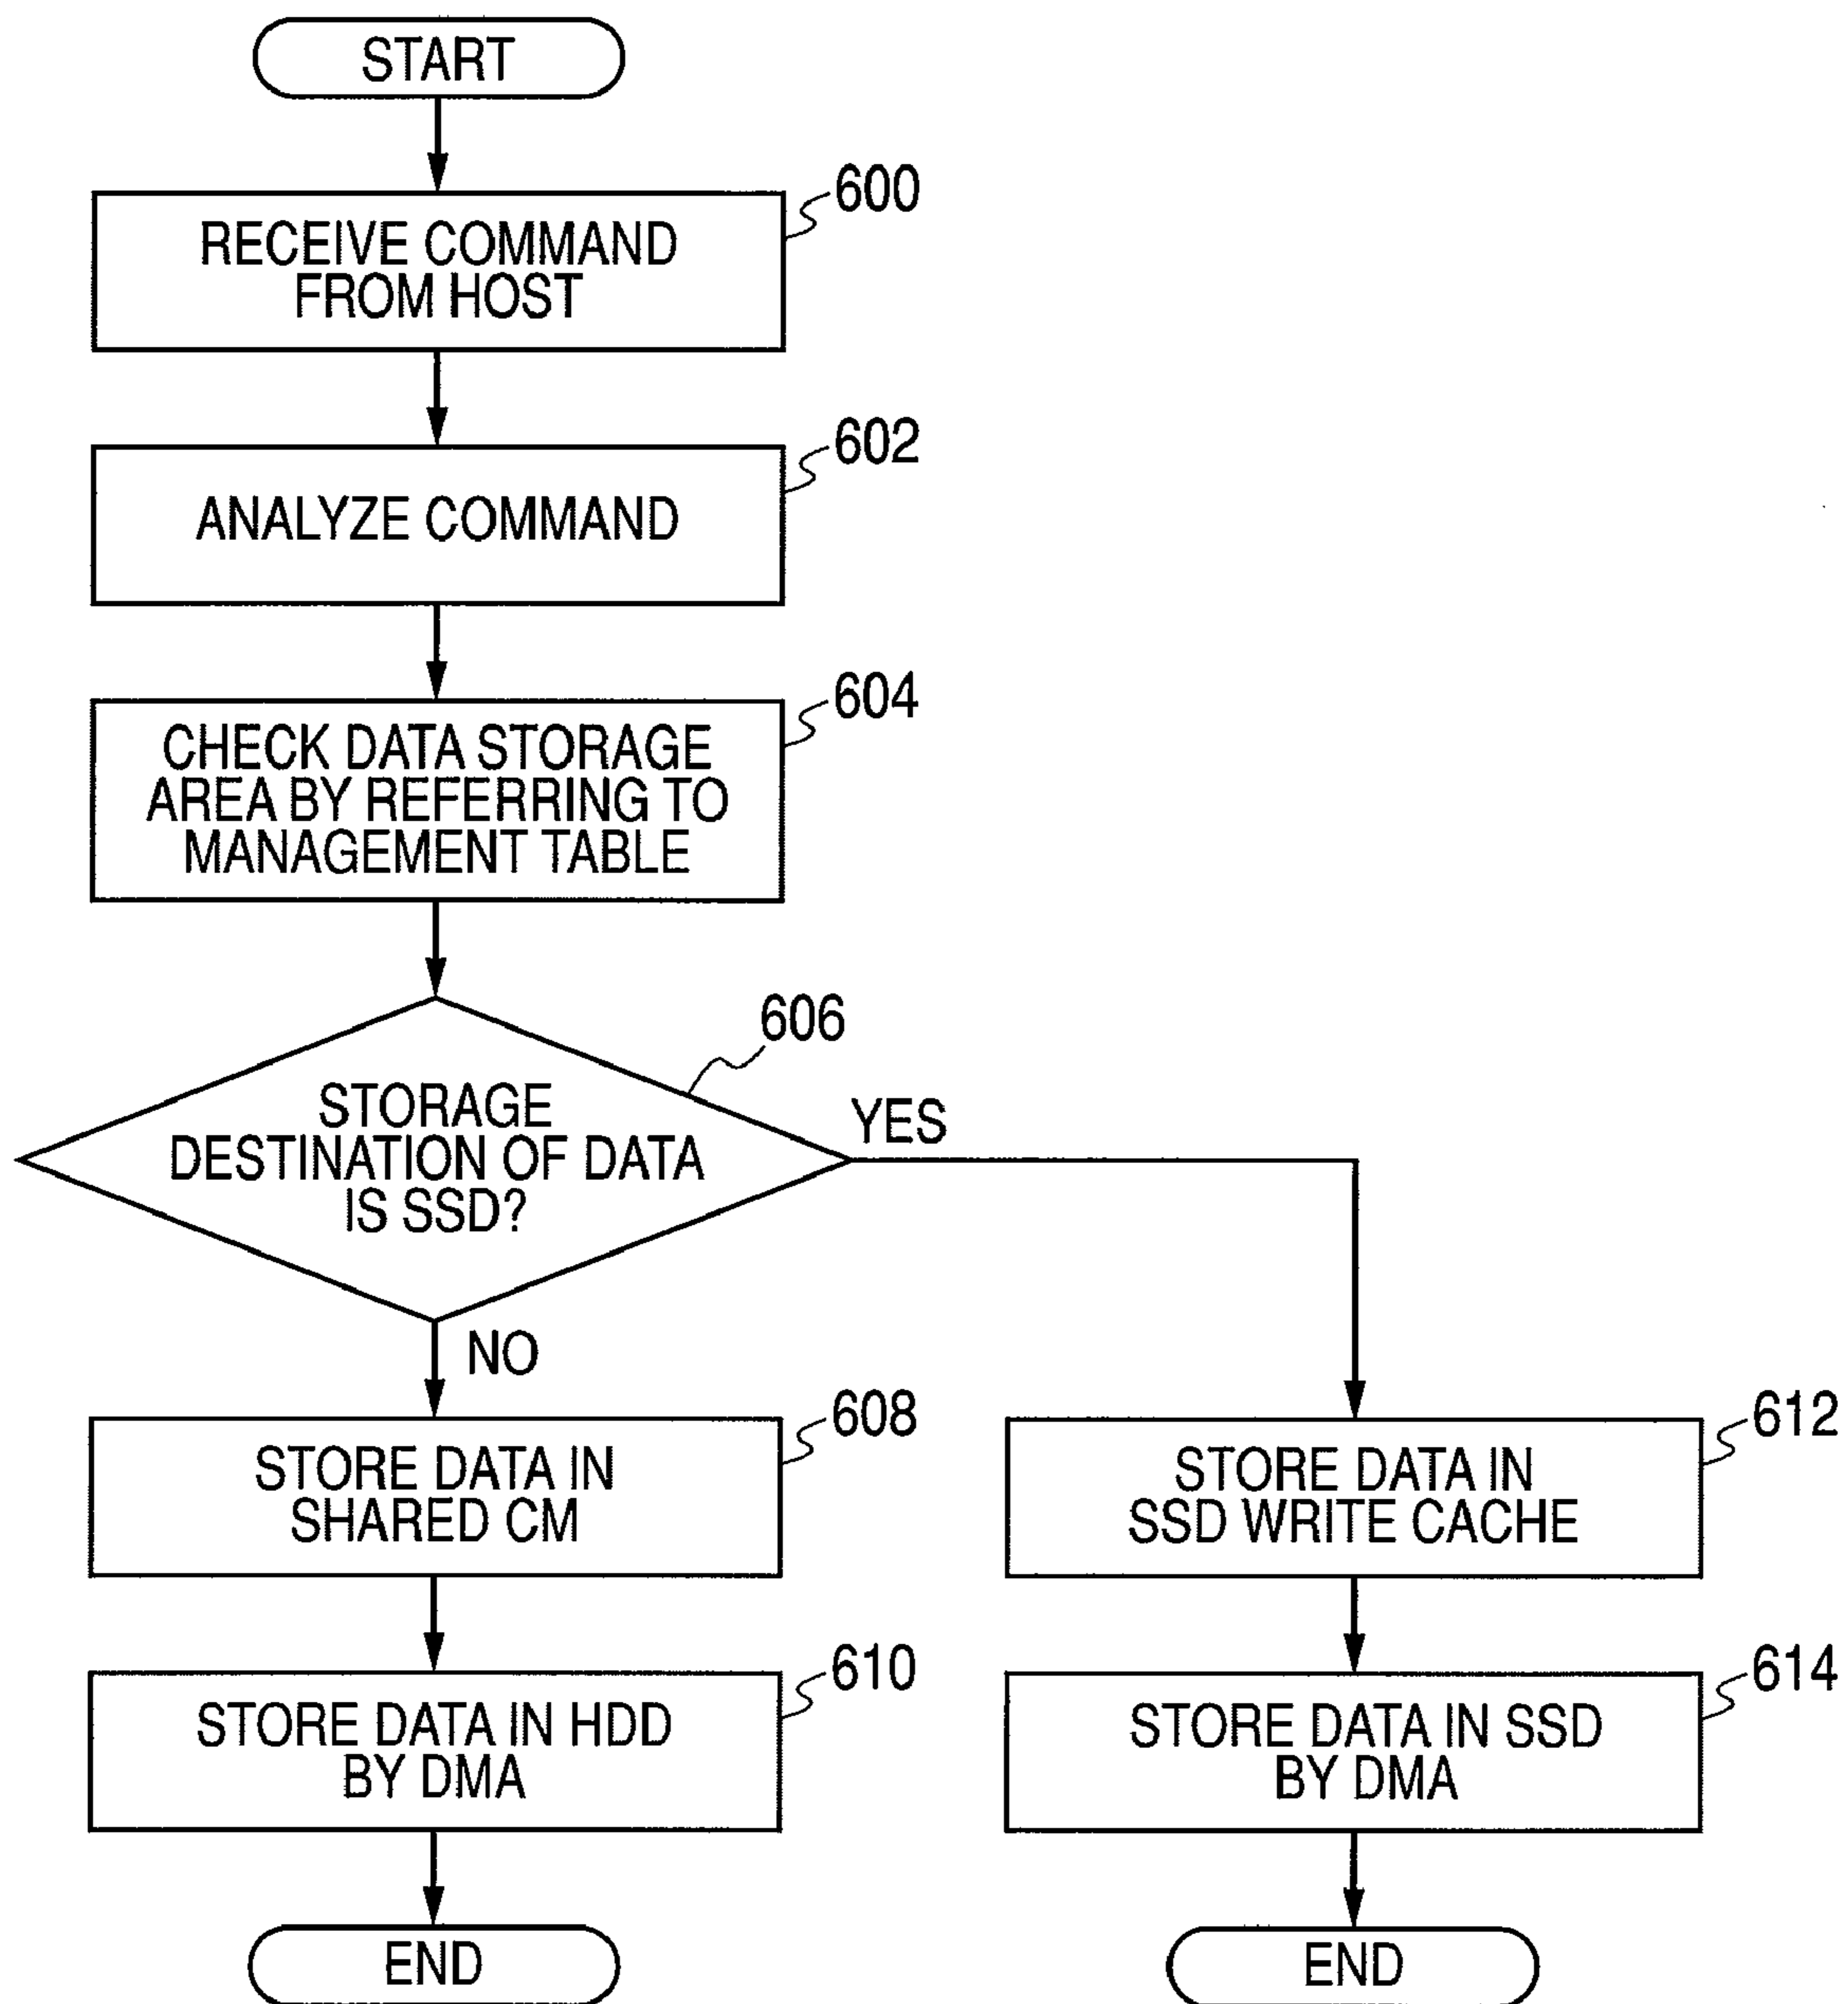 START
600
RECEIVE COMMAND
FROM HOST
602
ANALYZE COMMAND
604
CHECK DATA STORAGE
AREA BY REFERRING TO
MANAGEMENT TABLE
606
STORAGE
DESTINATION OF DATA
IS SSD?
YES
NO
608
STORE DATA IN
SHARED CM
612
STORE DATA IN
SSD WRITE CACHE
610
STORE DATA IN HDD
BY DMA
614
STORE DATA IN SSD
BY DMA
END
END